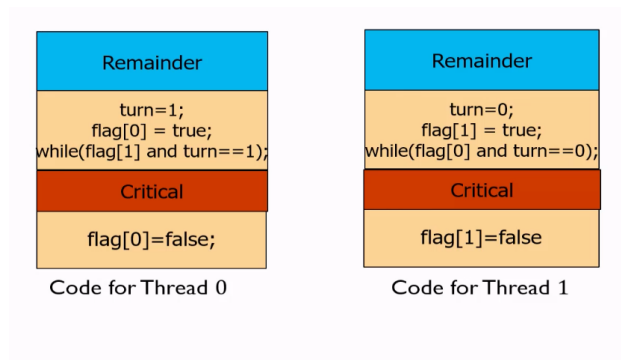 Remainder
turn=1;
flag[0] = true;
while(flag[1] and turn==1);
Critical
flag[0]=false;
Code for Thread 0
Remainder
turn=0;
flag[1] = true;
while(flag[0] and turn==0);
Critical
flag[1]=false
Code for Thread 1